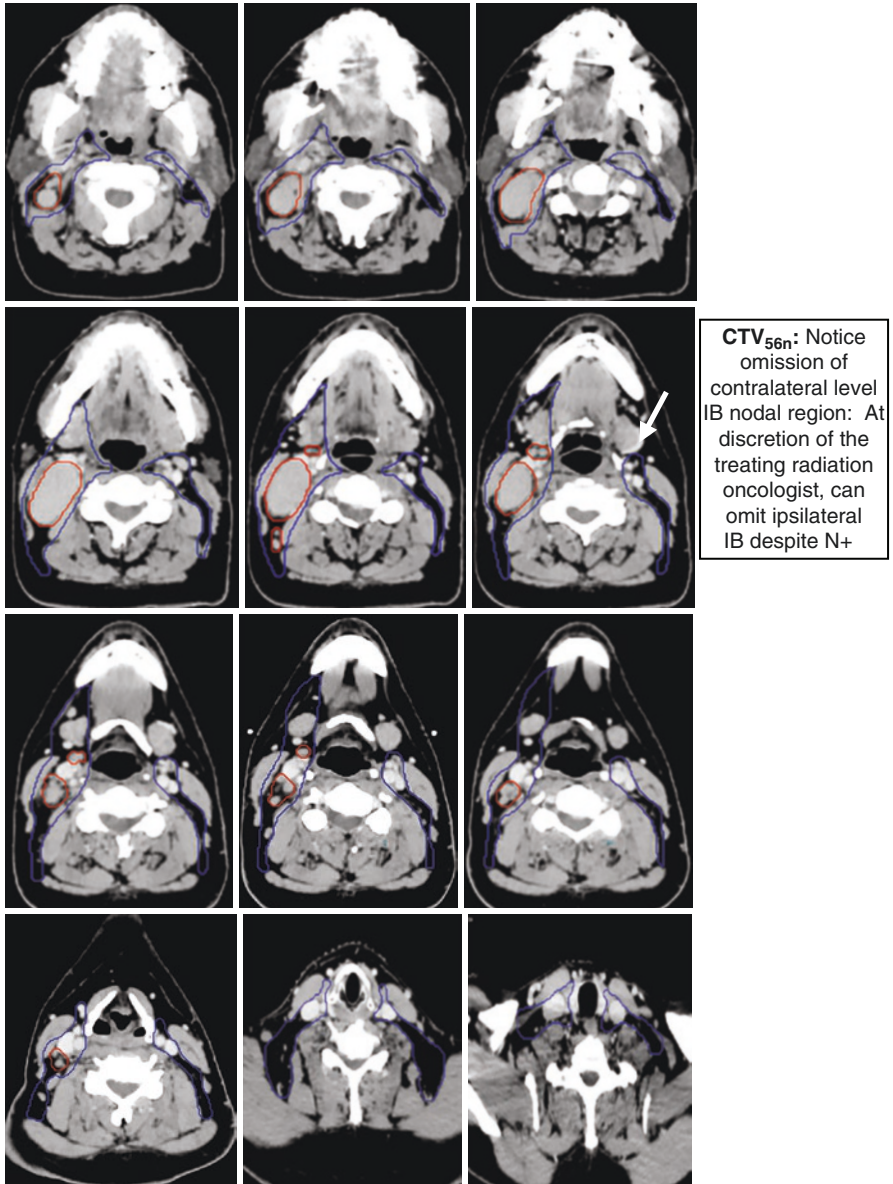 CTV56n: Notice
omission of
contralateral level
IB nodal region: At
discretion of the
treating radiation
oncologist, can
omit ipsilateral
IB despite N+